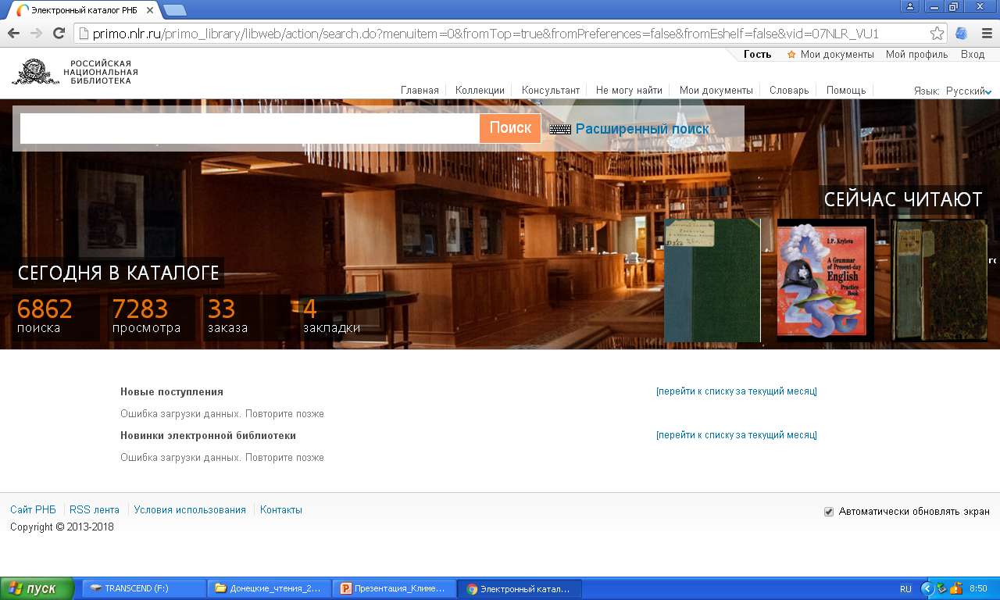 Электронный каталог РНБ
primo.nlr.ru/primo_library/libweb/action/search.do?menuitem=0&fromTop=true&fromPreferences=false&fromEshelf=false&vid=07NLR_VU1
Гость Мои документы Мой профиль Вход
РОССИЙСКАЯ
НАЦИОНАЛЬНАЯ
БИБЛИОТЕКА
Главная Коллекции Консультант Не могу найти Мои документы Словарь Помощь Язык: Русский
Поиск Расширенный поиск
СЕЙЧАС ЧИТАЮТ
I.P. Krylova
A Grammar
of Present-day
English
Practice
Book
СЕГОДНЯ В КАТАЛОГЕ
6862 7283 33 4
поиска просмотра заказа закладки
Новые поступления [перейти к списку за текущий месяц]
Ошибка загрузки данных. Повторите позже
Новинки электронной библиотеки [перейти к списку за текущий месяц]
Ошибка загрузки данных. Повторите позже
Сайт РНБ RSS лента Условия использования Контакты Автоматически обновлять экран
Copyright © 2013-2018
пуск TRANSCEND (F:) Донецкие_чтения_2... Презентация_Климе... Электронный катал... RU 8:50